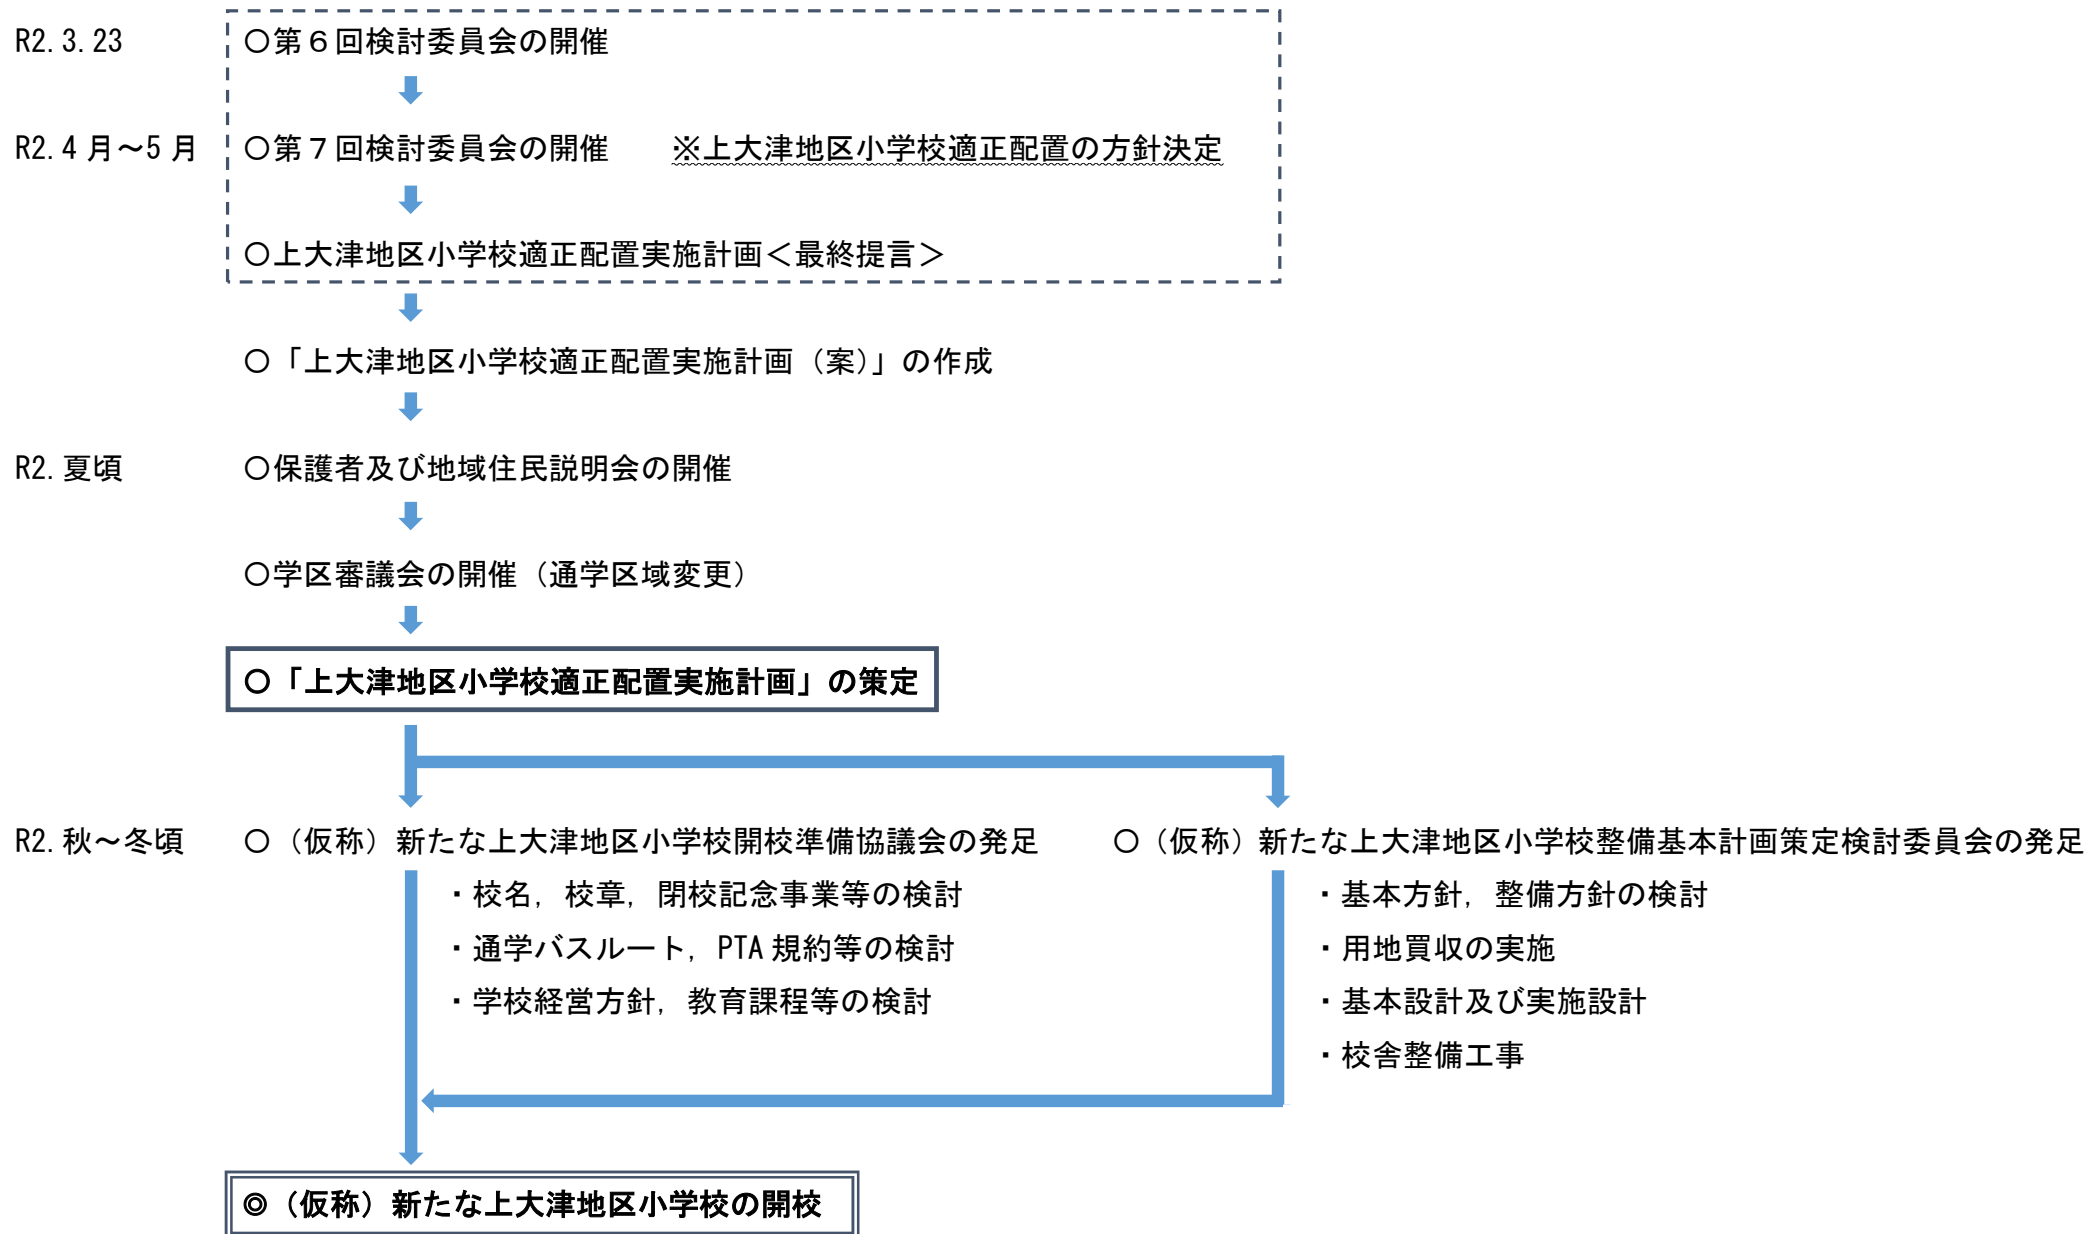 R2.3.23 〇第６回検討委員会の開催
R2.4月～5月 〇第７回検討委員会の開催 ※上大津地区小学校適正配置の方針決定
〇上大津地区小学校適正配置実施計画＜最終提言＞
〇「上大津地区小学校適正配置実施計画（案）」の作成
R2.夏頃 〇保護者及び地域住民説明会の開催
〇学区審議会の開催（通学区域変更）
〇「上大津地区小学校適正配置実施計画」の策定
R2.秋～冬頃 〇（仮称）新たな上大津地区小学校開校準備協議会の発足
・校名，校章，閉校記念事業等の検討
・通学バスルート，PTA規約等の検討
・学校経営方針，教育課程等の検討
〇（仮称）新たな上大津地区小学校整備基本計画策定検討委員会の発足
・基本方針，整備方針の検討
・用地買収の実施
・基本設計及び実施設計
・校舎整備工事
◎（仮称）新たな上大津地区小学校の開校